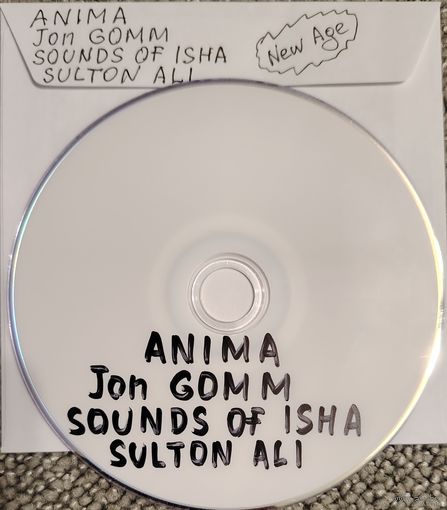 ANIMA
Jon GOMM
SOUNDS OF ISHA
SULTON ALI
New Age
ANIMA
Jon GOMM
SOUNDS OF ISHA
SULTON ALI